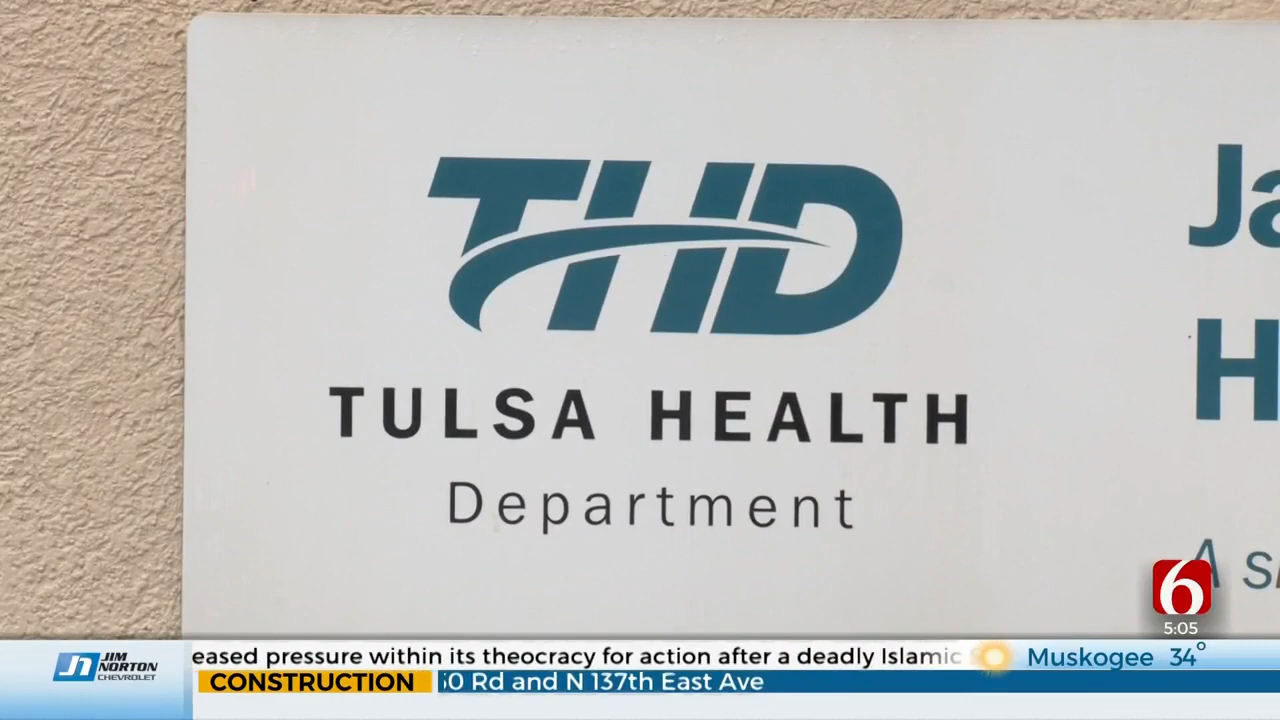 THD
TULSA HEALTH
Department
Ja
H
A s
6
5:05
JIM
NORTON
CHEVROLET
eased pressure within its theocracy for action after a deadly Islamic
Muskogee 34°
CONSTRUCTION
0 Rd and N 137th East Ave